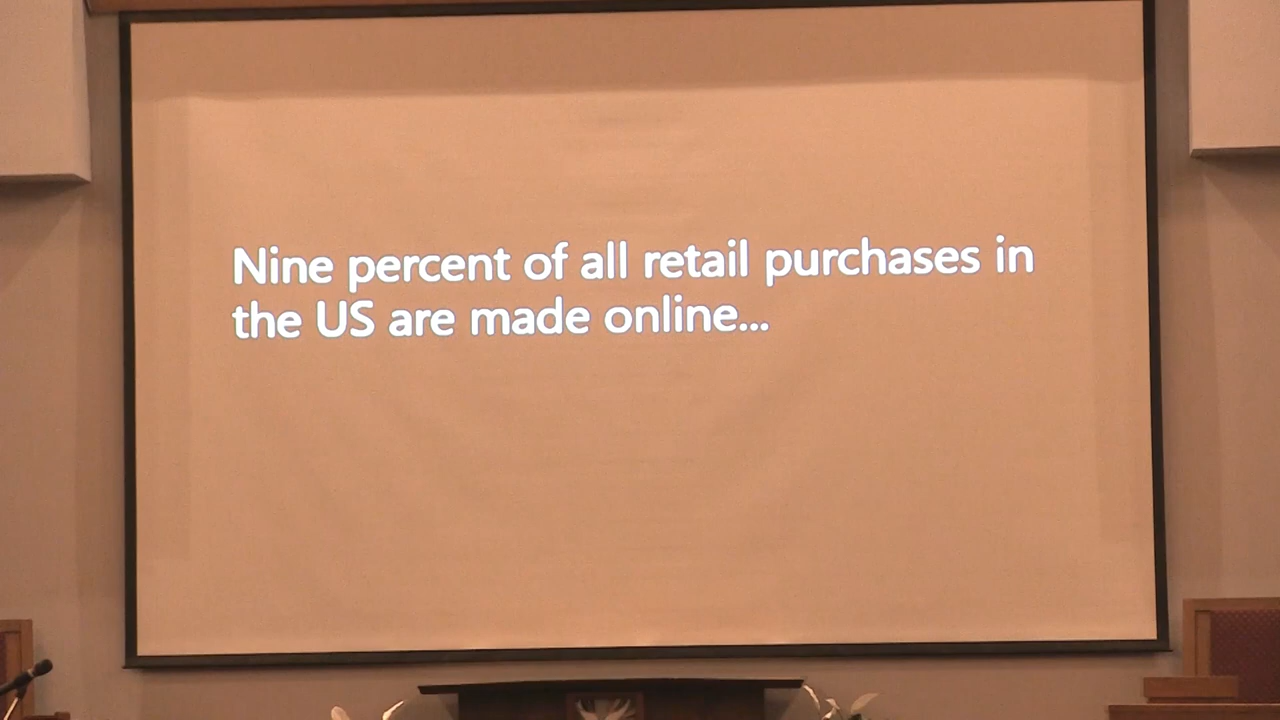 Nine percent of all retail purchases in
the US are made online...